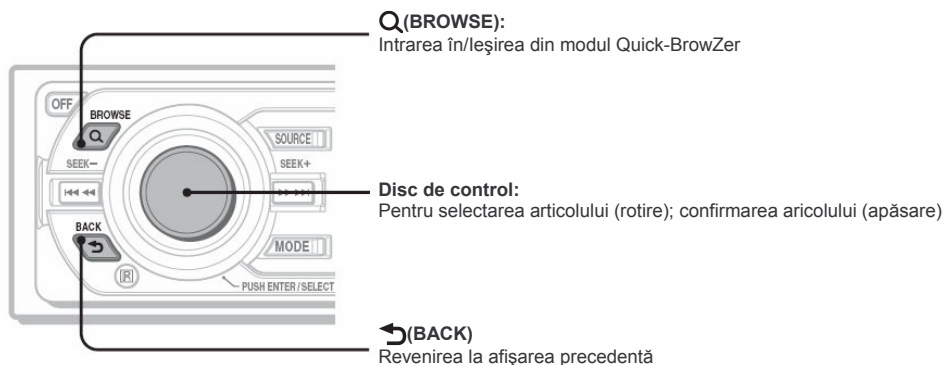 (BROWSE):
Intrarea în/Ieşirea din modul Quick-BrowZer
OFF
BROWSE
SOURCE
SEEK−
SEEK+
Disc de control:
Pentru selectarea articolului (rotire); confirmarea aricolului (apăsare)
BACK
MODE
R
PUSH ENTER / SELECT
(BACK)
Revenirea la afişarea precedentă